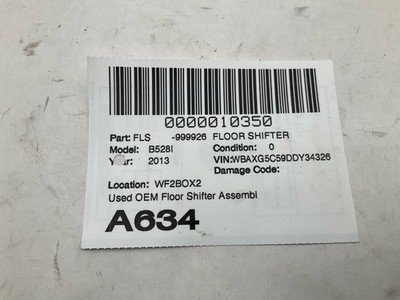 0000010350
Part: FLS -999926 FLOOR SHIFTER
Model: B528I Condition: 0
Year: 2013 VIN:WBAXG5C59DDY34326
Damage Code:
Location: WF2BOX2
Used OEM Floor Shifter Assembl
A634